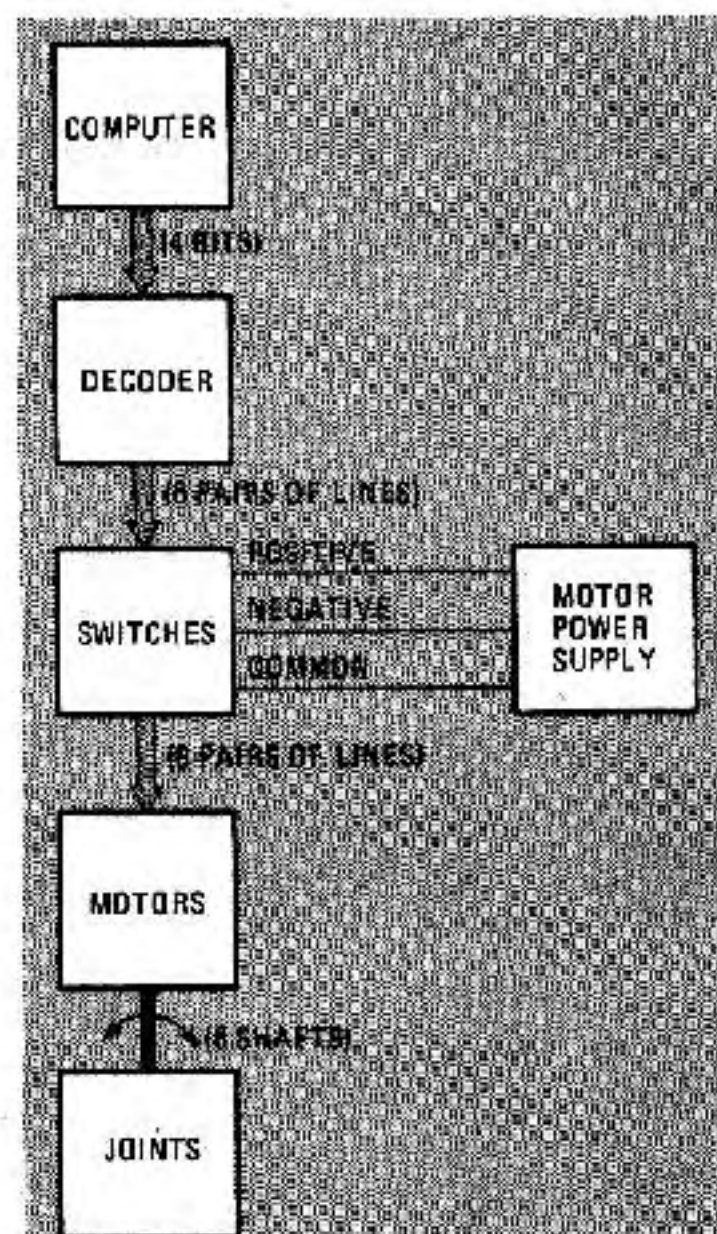 COMPUTER
(4 BITS)
DECODER
(6 PAIRS OF LINES)
POSITIVE
NEGATIVE
COMMON
SWITCHES
MOTOR
POWER
SUPPLY
(6 PAIRS OF LINES)
MOTORS
(6 SHAFTS)
JOINTS